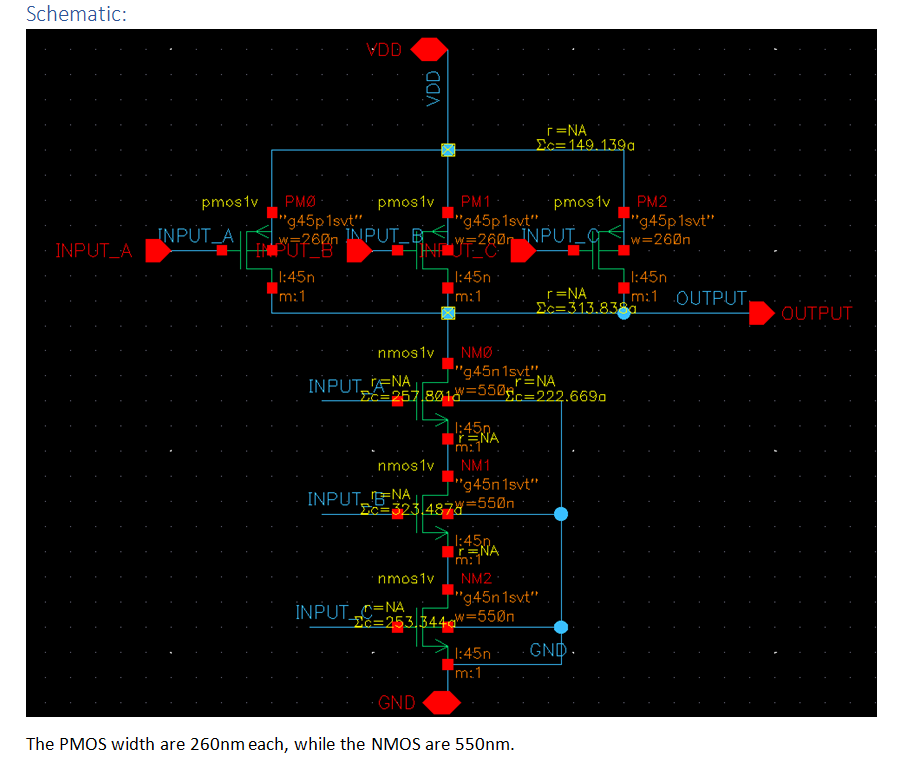 Schematic:
VDD
VDD
r=NA
Σc=149.139a
pmos1v PM0 pmos1v PM1 pmos1v PM2
"g45p1svt" "g45p1svt" "g45p1svt"
INPUT_A w=260n INPUT_B w=260n INPUT_C w=260n
INPUT_A INPUT_B INPUT_C
l:45n l:45n l:45n
m:1 m:1 m:1
r=NA
Σc=313.838a
OUTPUT
OUTPUT
nmos1v NM0
"g45n1svt"
INPUT_A r=NA w=550n r=NA
Σc=257.801a Σc=222.669a
l:45n
m:1 r=NA
nmos1v NM1
"g45n1svt"
INPUT_B r=NA w=550n
Σc=323.487a
l:45n
m:1 r=NA
nmos1v NM2
"g45n1svt"
INPUT_C r=NA w=550n
Σc=253.344a
GND
l:45n
m:1
GND
The PMOS width are 260nm each, while the NMOS are 550nm.